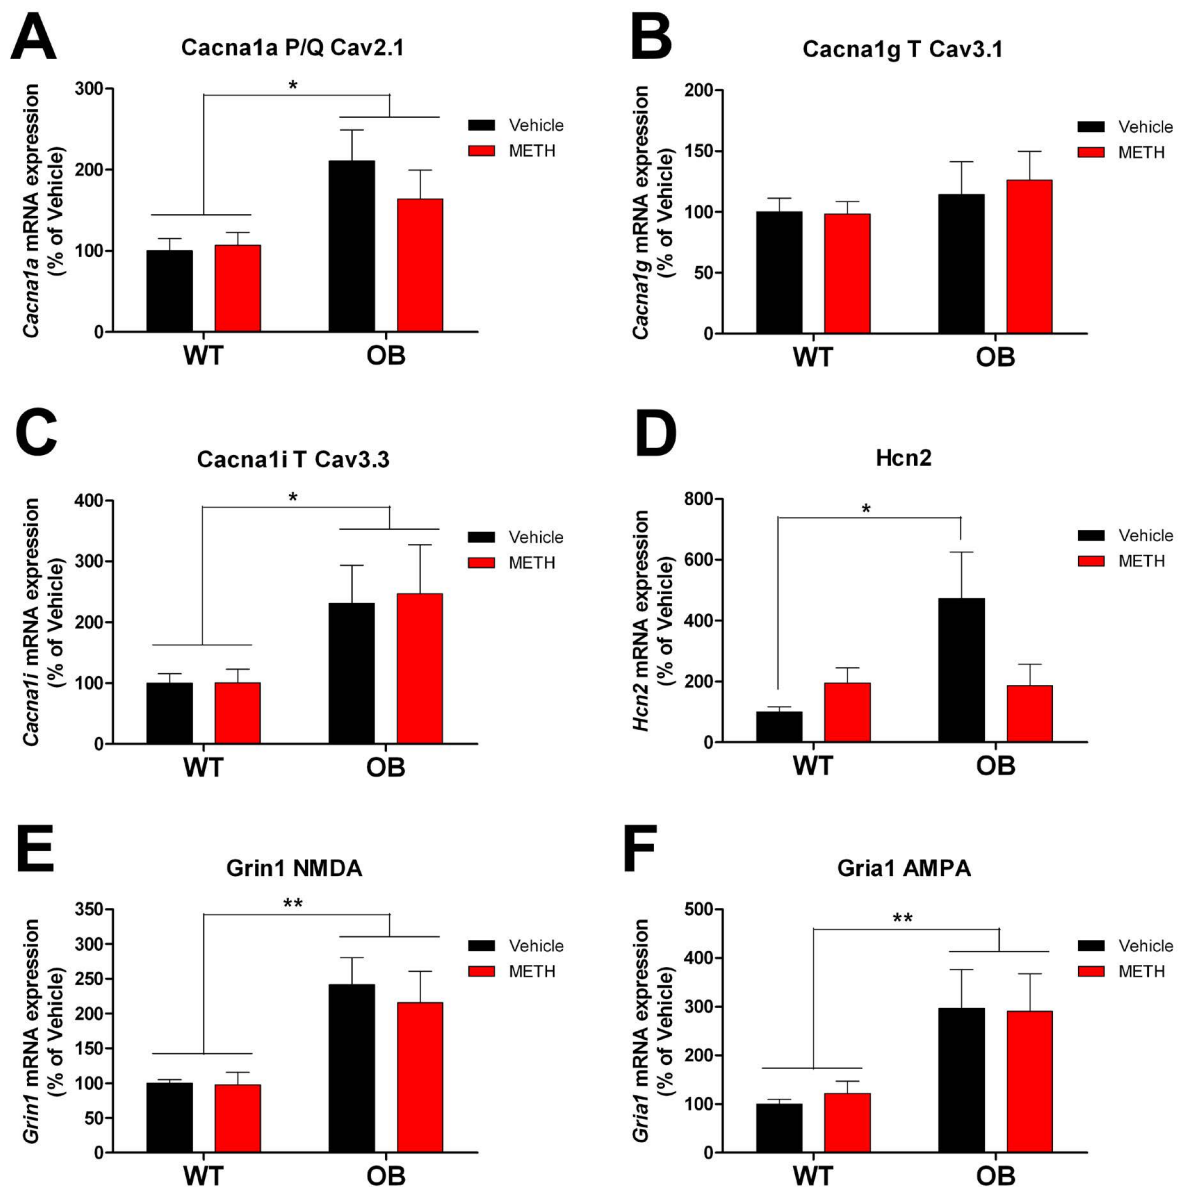 A
Cacna1a P/Q Cav2.1
Cacna1a mRNA expression
(% of Vehicle)
300
200
100
0
*
WT
OB
Vehicle
METH
B
Cacna1g T Cav3.1
Cacna1g mRNA expression
(% of Vehicle)
200
150
100
50
0
WT
OB
Vehicle
METH
C
Cacna1i T Cav3.3
Cacna1i mRNA expression
(% of Vehicle)
400
300
200
100
0
*
WT
OB
Vehicle
METH
D
Hcn2
Hcn2 mRNA expression
(% of Vehicle)
800
600
400
200
0
*
WT
OB
Vehicle
METH
E
Grin1 NMDA
Grin1 mRNA expression
(% of Vehicle)
350
300
250
200
150
100
50
0
**
WT
OB
Vehicle
METH
F
Gria1 AMPA
Gria1 mRNA expression
(% of Vehicle)
500
400
300
200
100
0
**
WT
OB
Vehicle
METH